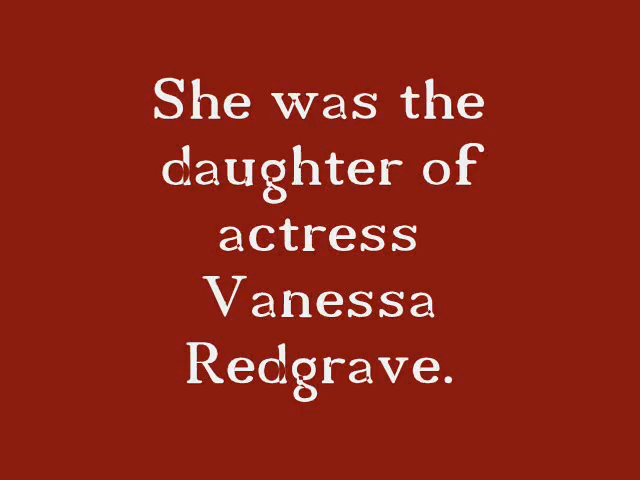 She was the
daughter of
actress
Vanessa
Redgrave.